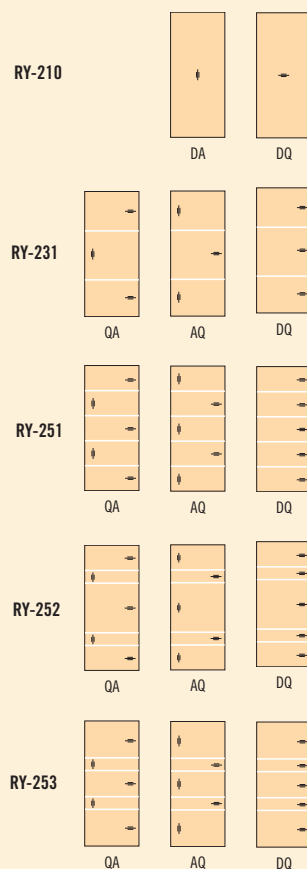 RY-210
DA DQ
RY-231
QA AQ DQ
RY-251
QA AQ DQ
RY-252
QA AQ DQ
RY-253
QA AQ DQ